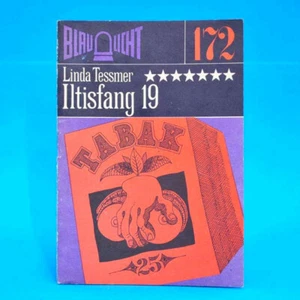 BLAULICHT 172
Linda Tessmer
Iltisfang 19
TABAK
25